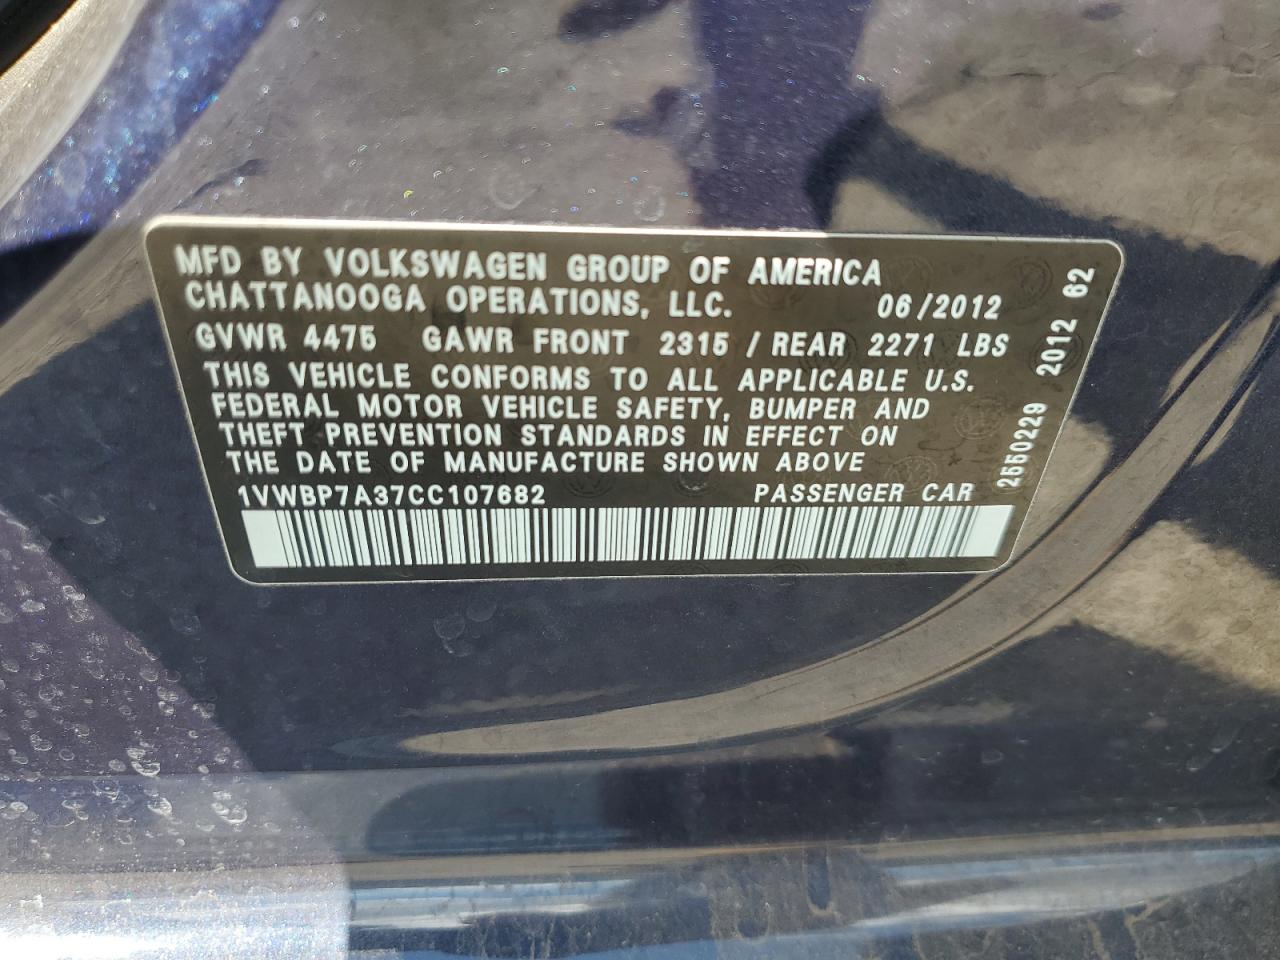 MFD BY VOLKSWAGEN GROUP OF AMERICA
CHATTANOOGA OPERATIONS, LLC. 06/2012
GVWR 4475 GAWR FRONT 2315 / REAR 2271 LBS
THIS VEHICLE CONFORMS TO ALL APPLICABLE U.S.
FEDERAL MOTOR VEHICLE SAFETY, BUMPER AND
THEFT PREVENTION STANDARDS IN EFFECT ON
THE DATE OF MANUFACTURE SHOWN ABOVE
1VWBP7A37CC107682 PASSENGER CAR
2550229 2012 62